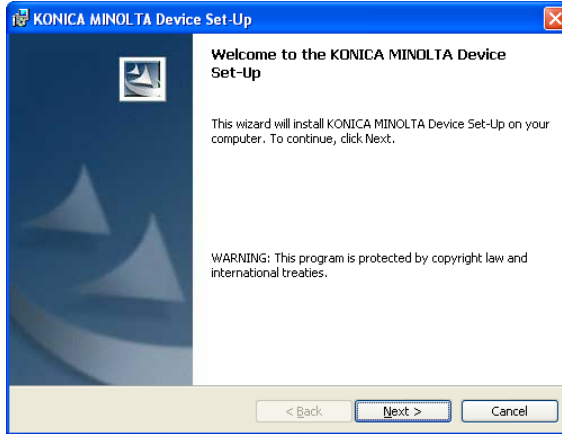 KONICA MINOLTA Device Set-Up
Welcome to the KONICA MINOLTA Device
Set-Up
This wizard will install KONICA MINOLTA Device Set-Up on your
computer. To continue, click Next.
WARNING: This program is protected by copyright law and
international treaties.
< Back
Next >
Cancel